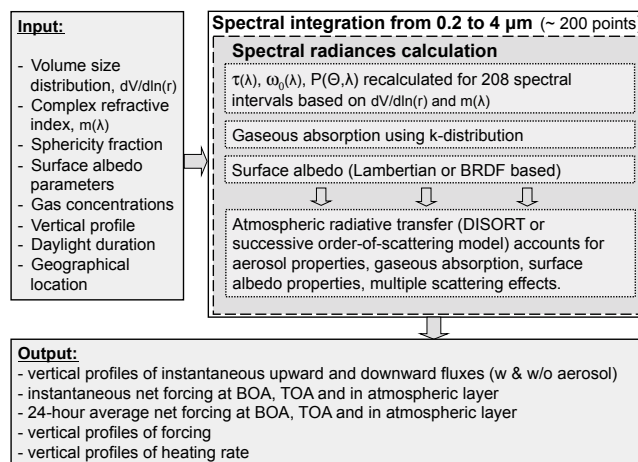 Input:
- Volume size
distribution, dV/dln(r)
- Complex refractive
index, m(λ)
- Sphericity fraction
- Surface albedo
parameters
- Gas concentrations
- Vertical profile
- Daylight duration
- Geographical
location
Spectral integration from 0.2 to 4 µm (~ 200 points)
Spectral radiances calculation
τ(λ), ω₀(λ), P(Θ,λ) recalculated for 208 spectral
intervals based on dV/dln(r) and m(λ)
Gaseous absorption using k-distribution
Surface albedo (Lambertian or BRDF based)
Atmospheric radiative transfer (DISORT or
successive order-of-scattering model) accounts for
aerosol properties, gaseous absorption, surface
albedo properties, multiple scattering effects.
Output:
- vertical profiles of instantaneous upward and downward fluxes (w & w/o aerosol)
- instantaneous net forcing at BOA, TOA and in atmospheric layer
- 24-hour average net forcing at BOA, TOA and in atmospheric layer
- vertical profiles of forcing
- vertical profiles of heating rate